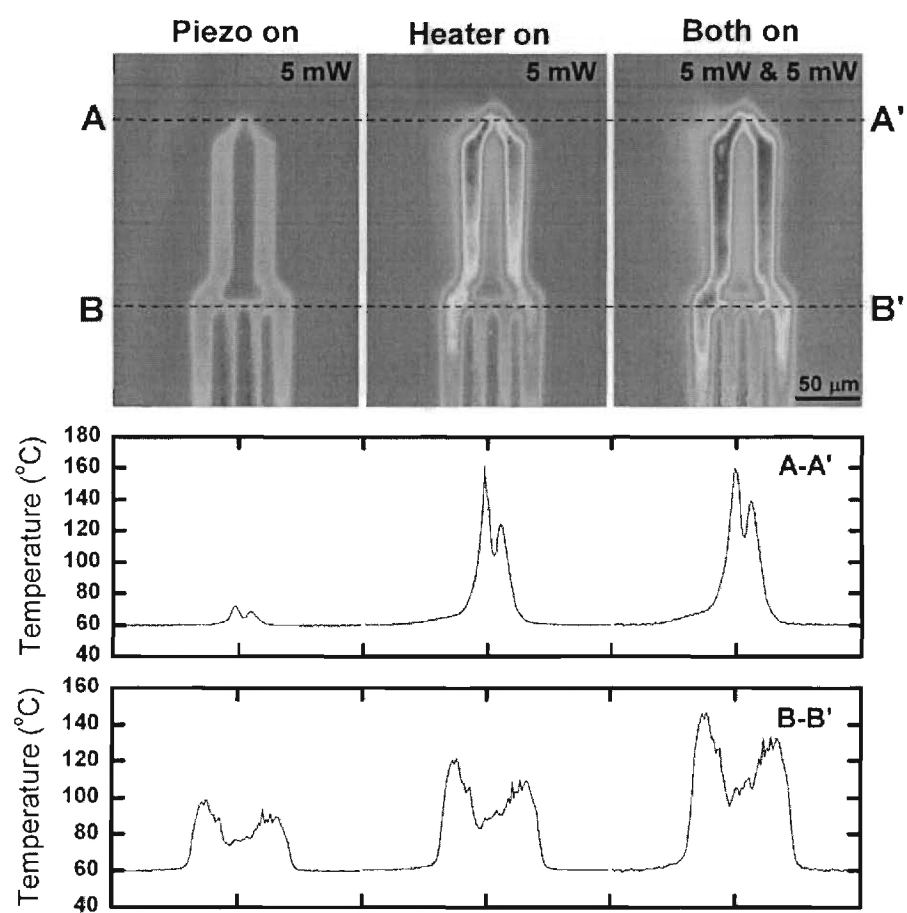 Piezo on Heater on Both on
5 mW 5 mW 5 mW & 5 mW
A A'
B B'
50 μm
Temperature (°C)
180
160
140
120
100
80
60
40
A-A'
Temperature (°C)
160
140
120
100
80
60
40
B-B'